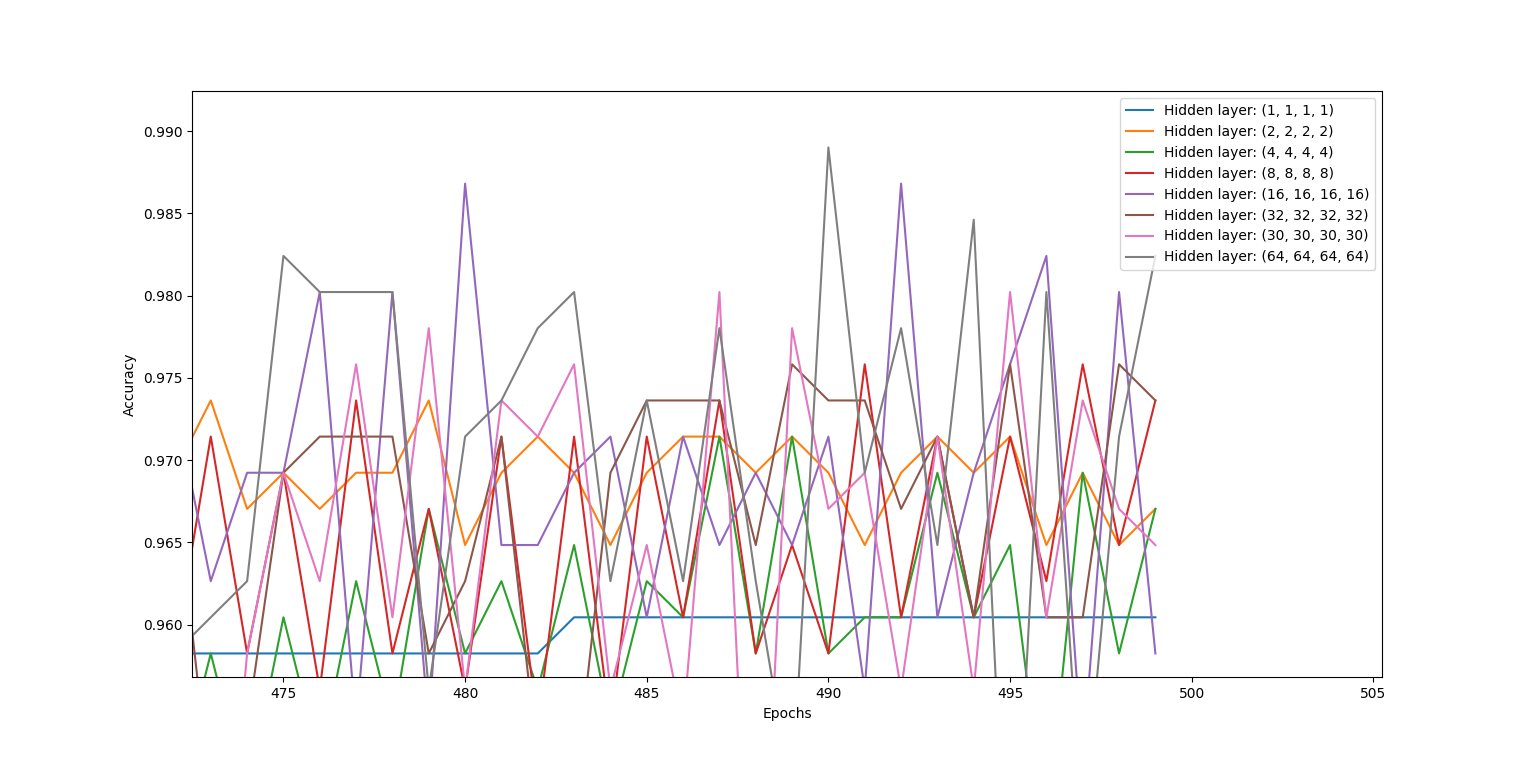 0.990
0.985
0.980
0.975
0.970
0.965
0.960
Accuracy
475
480
485
490
495
500
505
Epochs
Hidden layer: (1, 1, 1, 1)
Hidden layer: (2, 2, 2, 2)
Hidden layer: (4, 4, 4, 4)
Hidden layer: (8, 8, 8, 8)
Hidden layer: (16, 16, 16, 16)
Hidden layer: (32, 32, 32, 32)
Hidden layer: (30, 30, 30, 30)
Hidden layer: (64, 64, 64, 64)